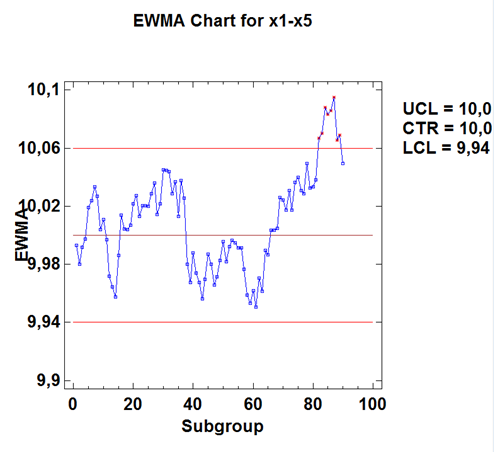 EWMA Chart for x1-x5
UCL = 10,0
CTR = 10,0
LCL = 9,94
10,1
10,06
10,02
9,98
9,94
9,9
EWMA
0 20 40 60 80 100
Subgroup